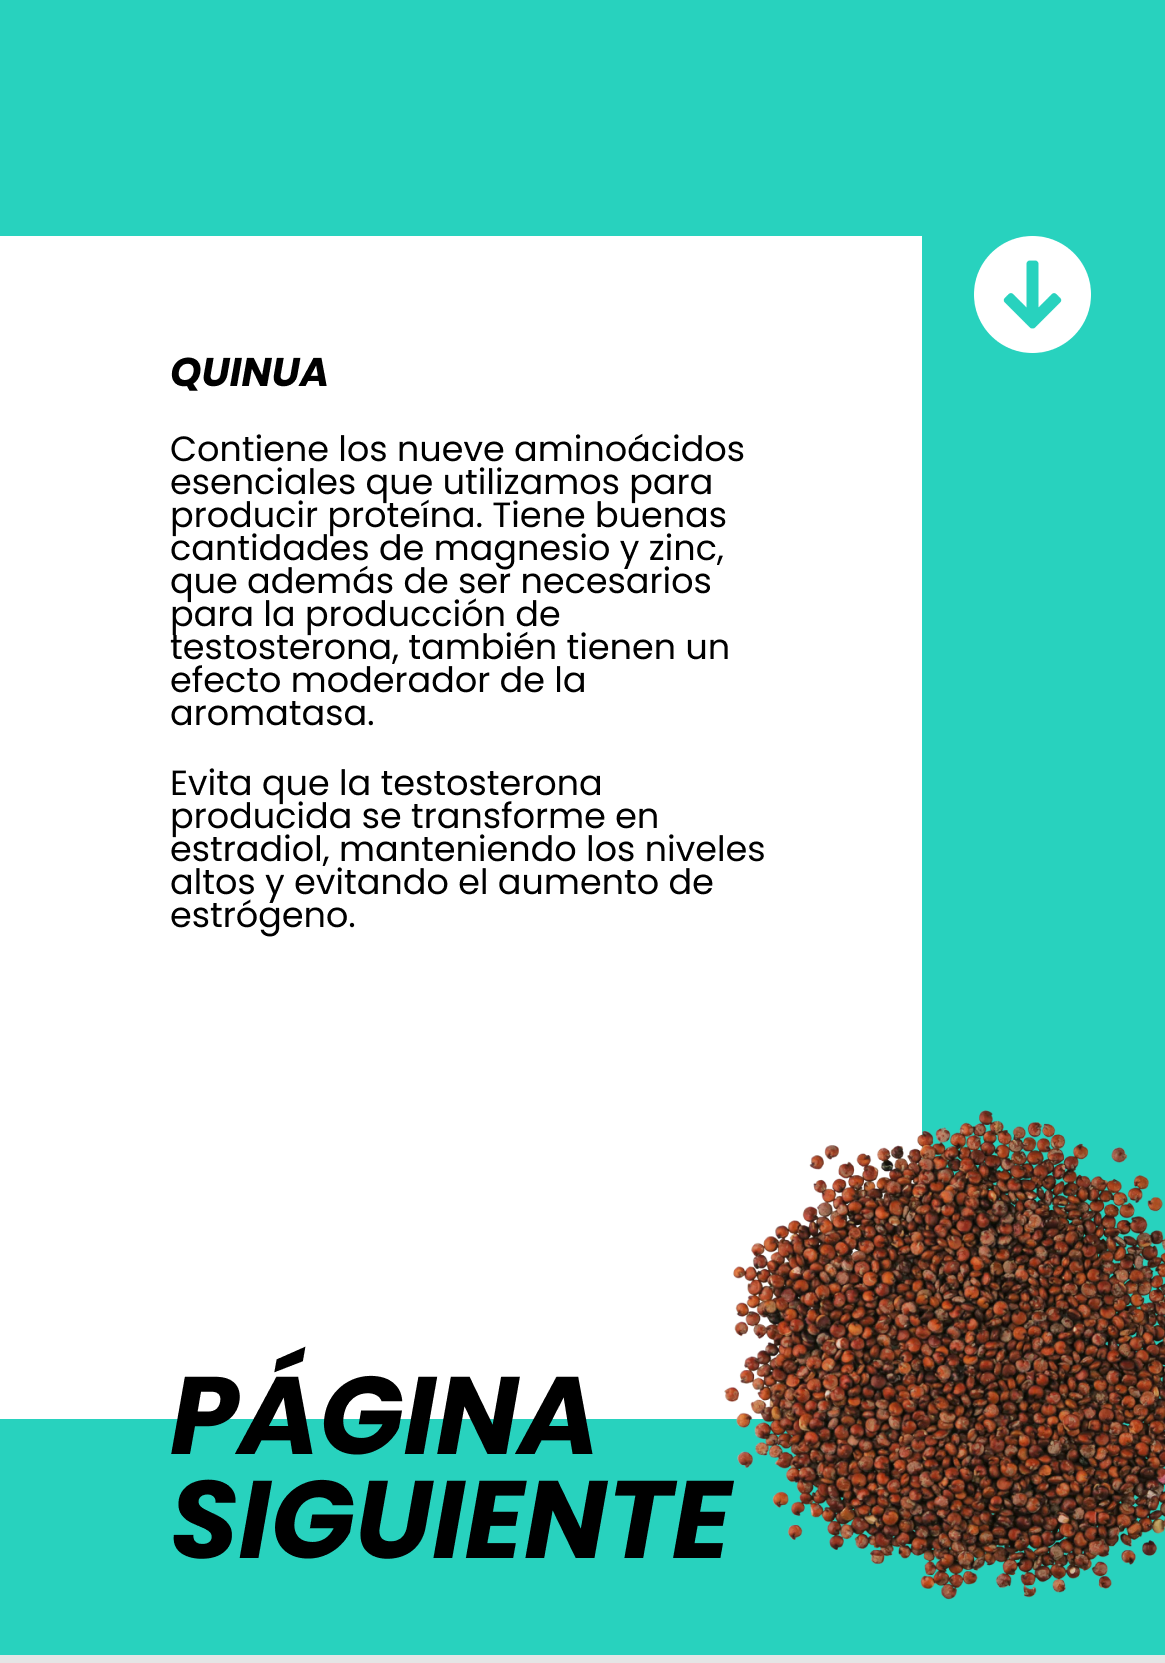 QUINUA
Contiene los nueve aminoácidos
esenciales que utilizamos para
producir proteína. Tiene buenas
cantidades de magnesio y zinc,
que además de ser necesarios
para la producción de
testosterona, también tienen un
efecto moderador de la
aromatasa.
Evita que la testosterona
producida se transforme en
estradiol, manteniendo los niveles
altos y evitando el aumento de
estrógeno.
PÁGINA
SIGUIENTE